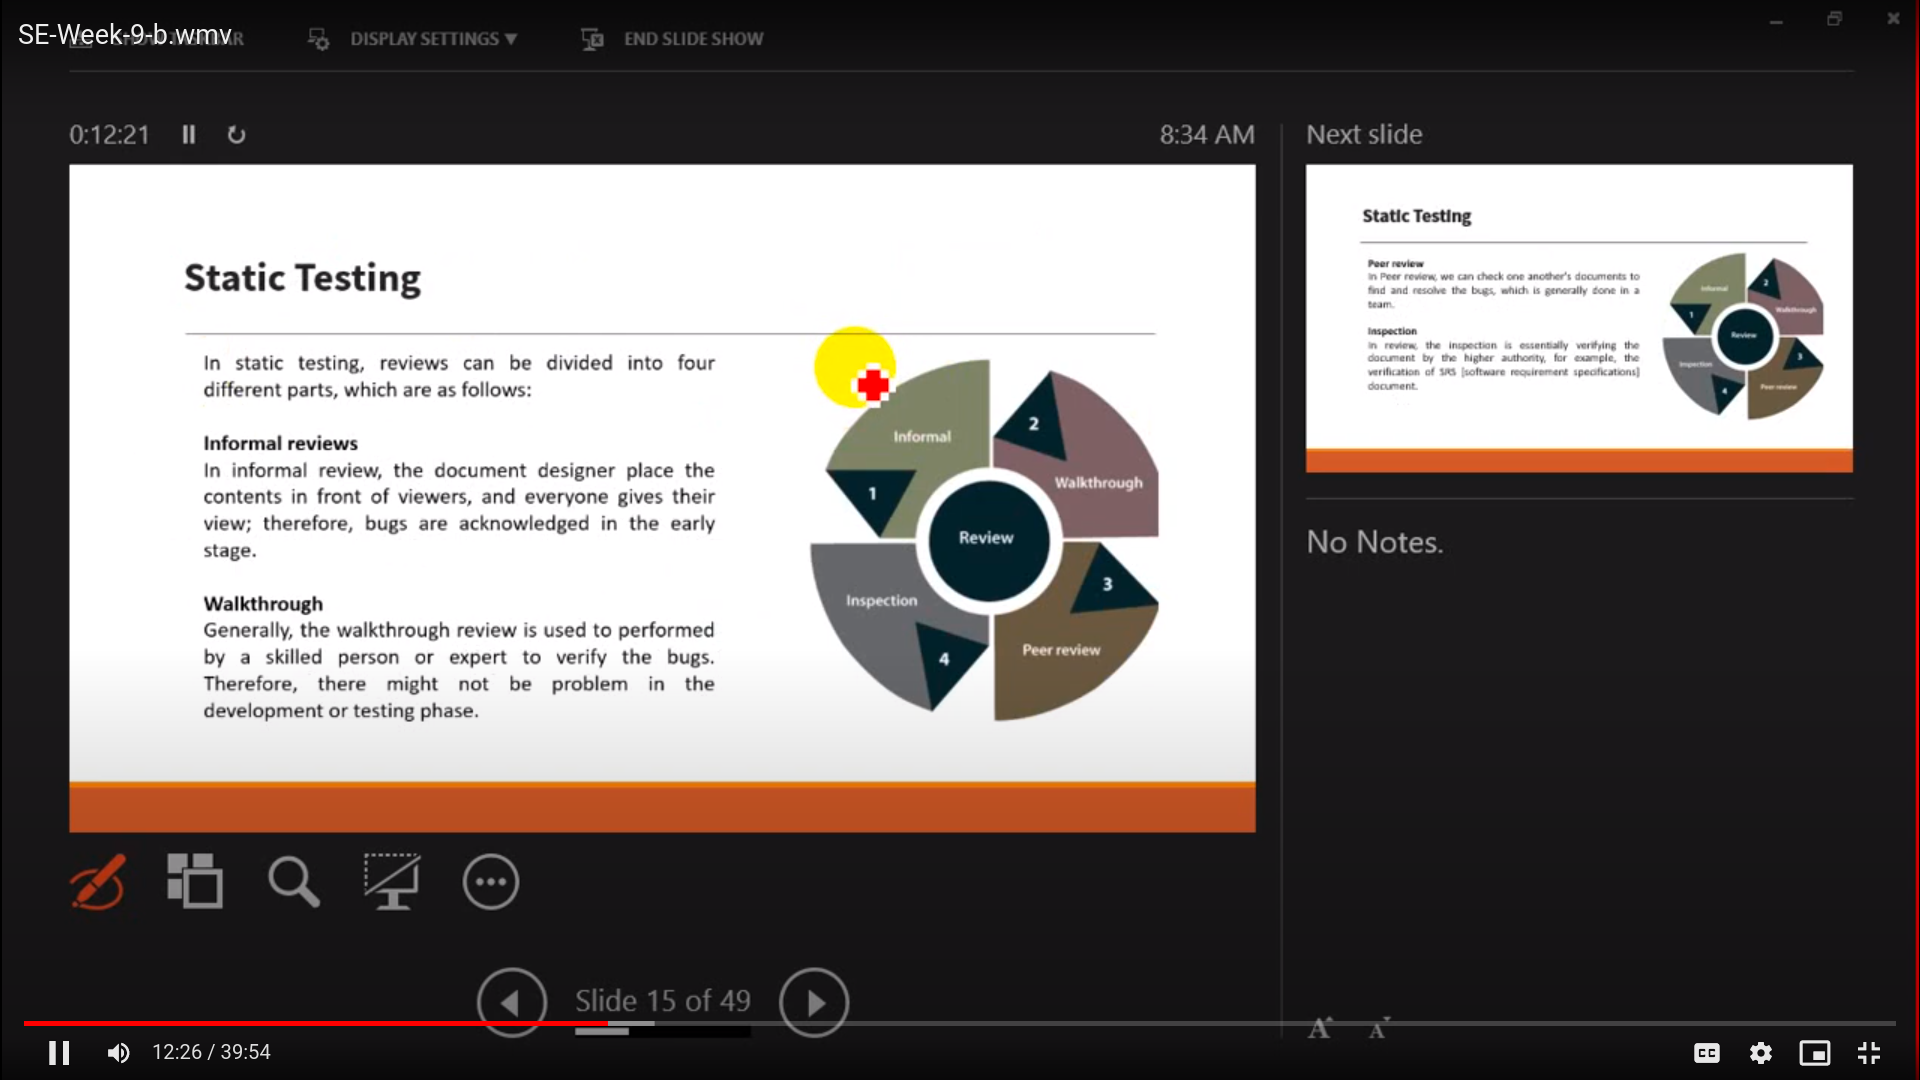 SE-Week-9-b.wmv
DISPLAY SETTINGS ▼
END SLIDE SHOW
0:12:21
8:34 AM
Static Testing
In static testing, reviews can be divided into four
different parts, which are as follows:
Informal reviews
In informal review, the document designer place the
contents in front of viewers, and everyone gives their
view; therefore, bugs are acknowledged in the early
stage.
Walkthrough
Generally, the walkthrough review is used to performed
by a skilled person or expert to verify the bugs.
Therefore, there might not be problem in the
development or testing phase.
Informal
1
2
Walkthrough
Review
3
Peer review
Inspection
4
Next slide
Static Testing
Peer review
In Peer review, we can check one another's documents to
find and resolve the bugs, which is generally done in a
team.
Inspection
In review, the inspection is essentially verifying the
document by the higher authority, for example, the
verification of SRS [software requirement specifications]
document.
Informal
1
2
Walkthrough
Review
3
Peer review
Inspection
4
No Notes.
Slide 15 of 49
A A
12:26 / 39:54
CC